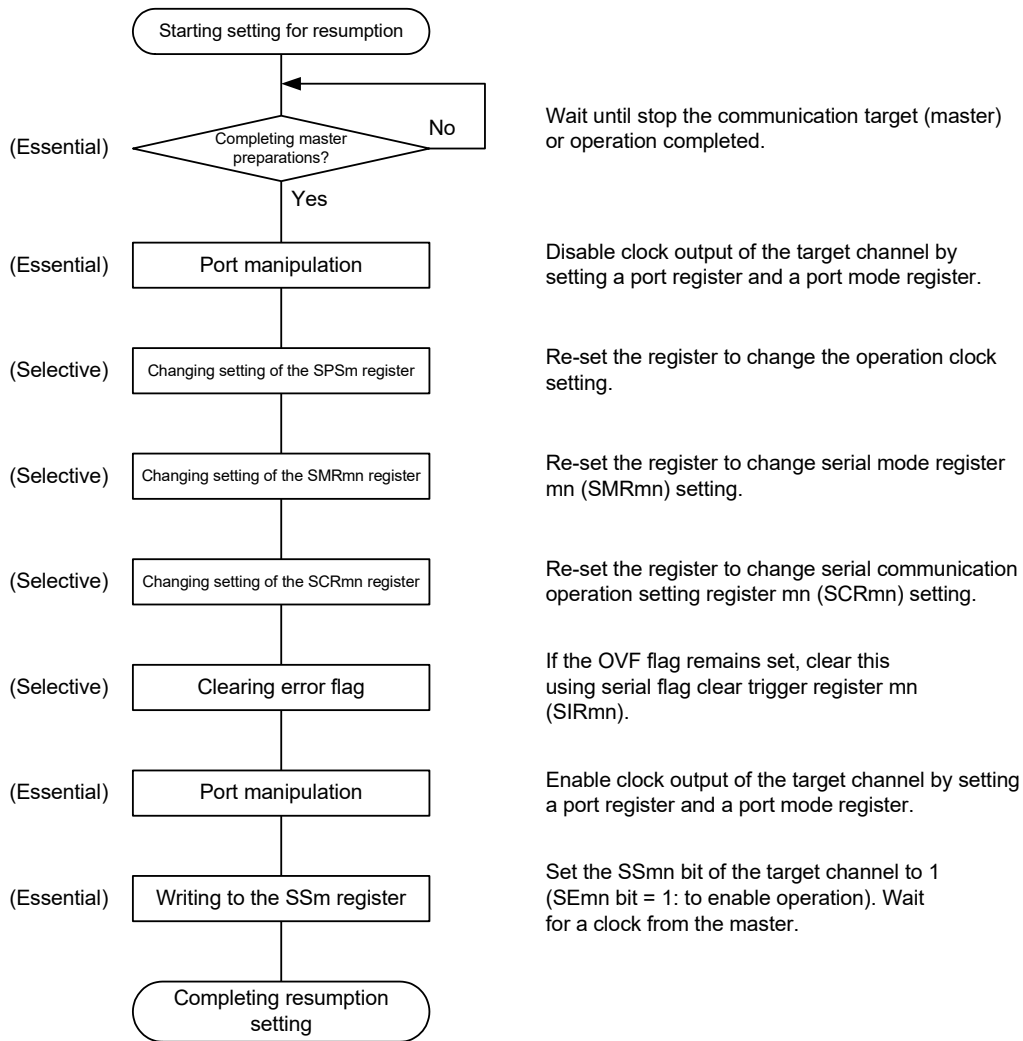 Starting setting for resumption
(Essential)
Completing master
preparations?
No
Wait until stop the communication target (master)
or operation completed.
Yes
(Essential)
Port manipulation
Disable clock output of the target channel by
setting a port register and a port mode register.
(Selective)
Changing setting of the SPSm register
Re-set the register to change the operation clock
setting.
(Selective)
Changing setting of the SMRmn register
Re-set the register to change serial mode register
mn (SMRmn) setting.
(Selective)
Changing setting of the SCRmn register
Re-set the register to change serial communication
operation setting register mn (SCRmn) setting.
(Selective)
Clearing error flag
If the OVF flag remains set, clear this
using serial flag clear trigger register mn
(SIRmn).
(Essential)
Port manipulation
Enable clock output of the target channel by setting
a port register and a port mode register.
(Essential)
Writing to the SSm register
Set the SSmn bit of the target channel to 1
(SEmn bit = 1: to enable operation). Wait
for a clock from the master.
Completing resumption
setting